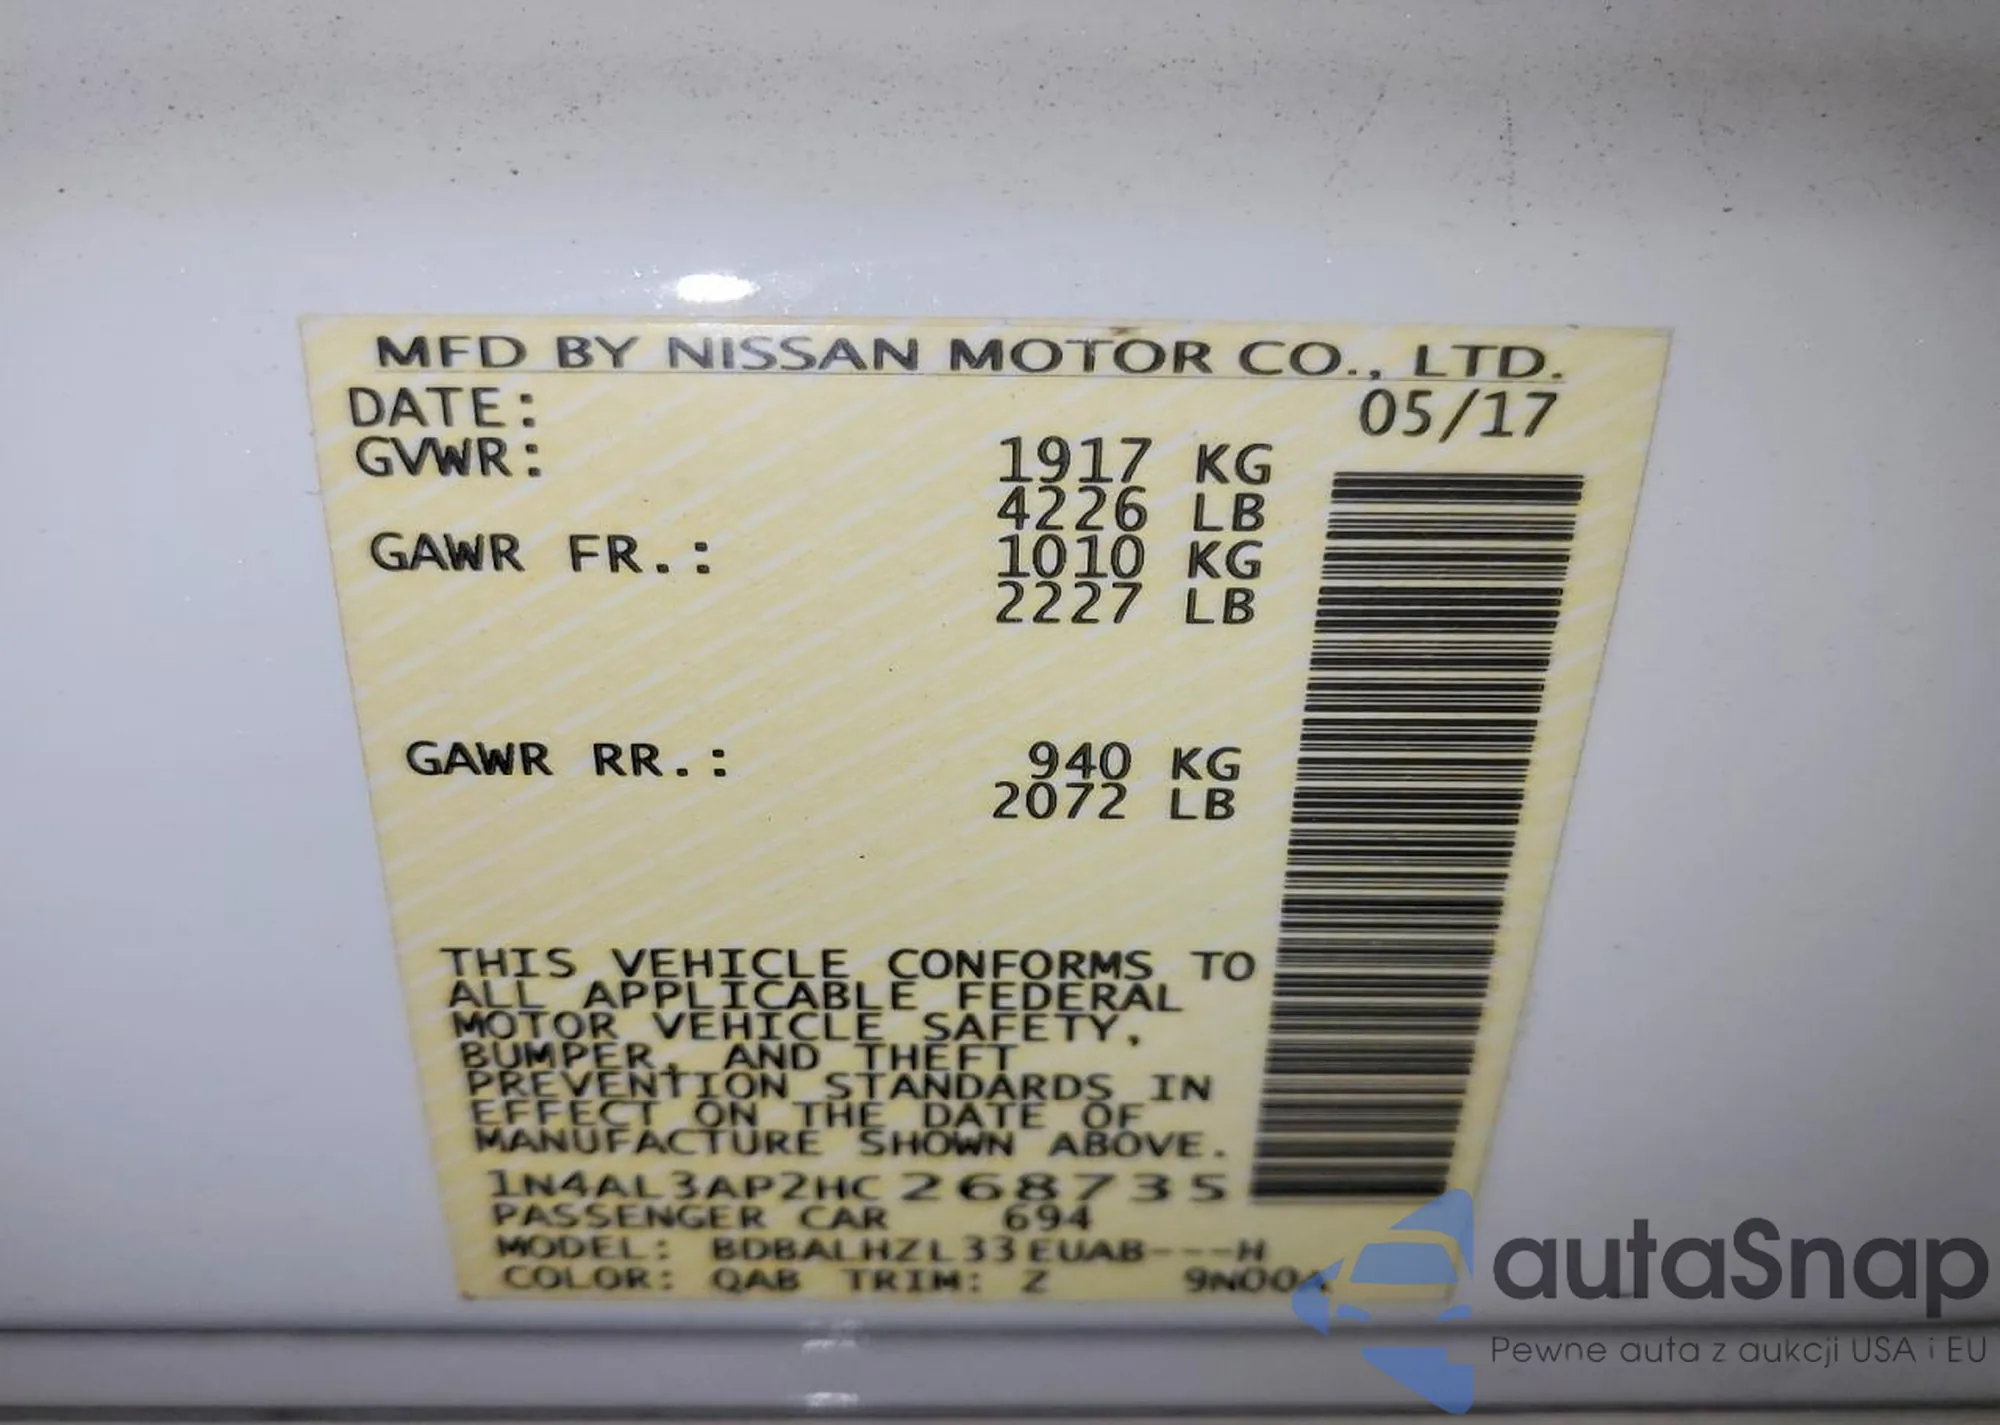 MFD BY NISSAN MOTOR CO., LTD.
DATE: 05/17
GVWR: 1917 KG
4226 LB
GAWR FR.: 1010 KG
2227 LB
GAWR RR.: 940 KG
2072 LB
THIS VEHICLE CONFORMS TO
ALL APPLICABLE FEDERAL
MOTOR VEHICLE SAFETY,
BUMPER, AND THEFT
PREVENTION STANDARDS IN
EFFECT ON THE DATE OF
MANUFACTURE SHOWN ABOVE.
1N4AL3AP2HC268735
PASSENGER CAR 694
MODEL: BDBALHZL33EUAB---H
COLOR: QAB TRIM: Z
autaSnap
Pewne auta z aukcji USA i EU